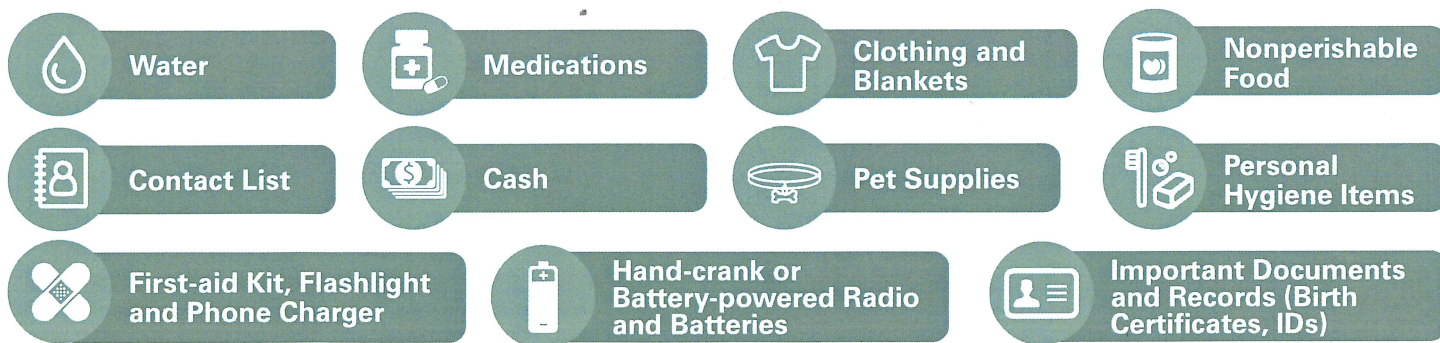 Water
Medications
Clothing and
Blankets
Nonperishable
Food
Contact List
Cash
Pet Supplies
Personal
Hygiene Items
First-aid Kit, Flashlight
and Phone Charger
Hand-crank or
Battery-powered Radio
and Batteries
Important Documents
and Records (Birth
Certificates, IDs)